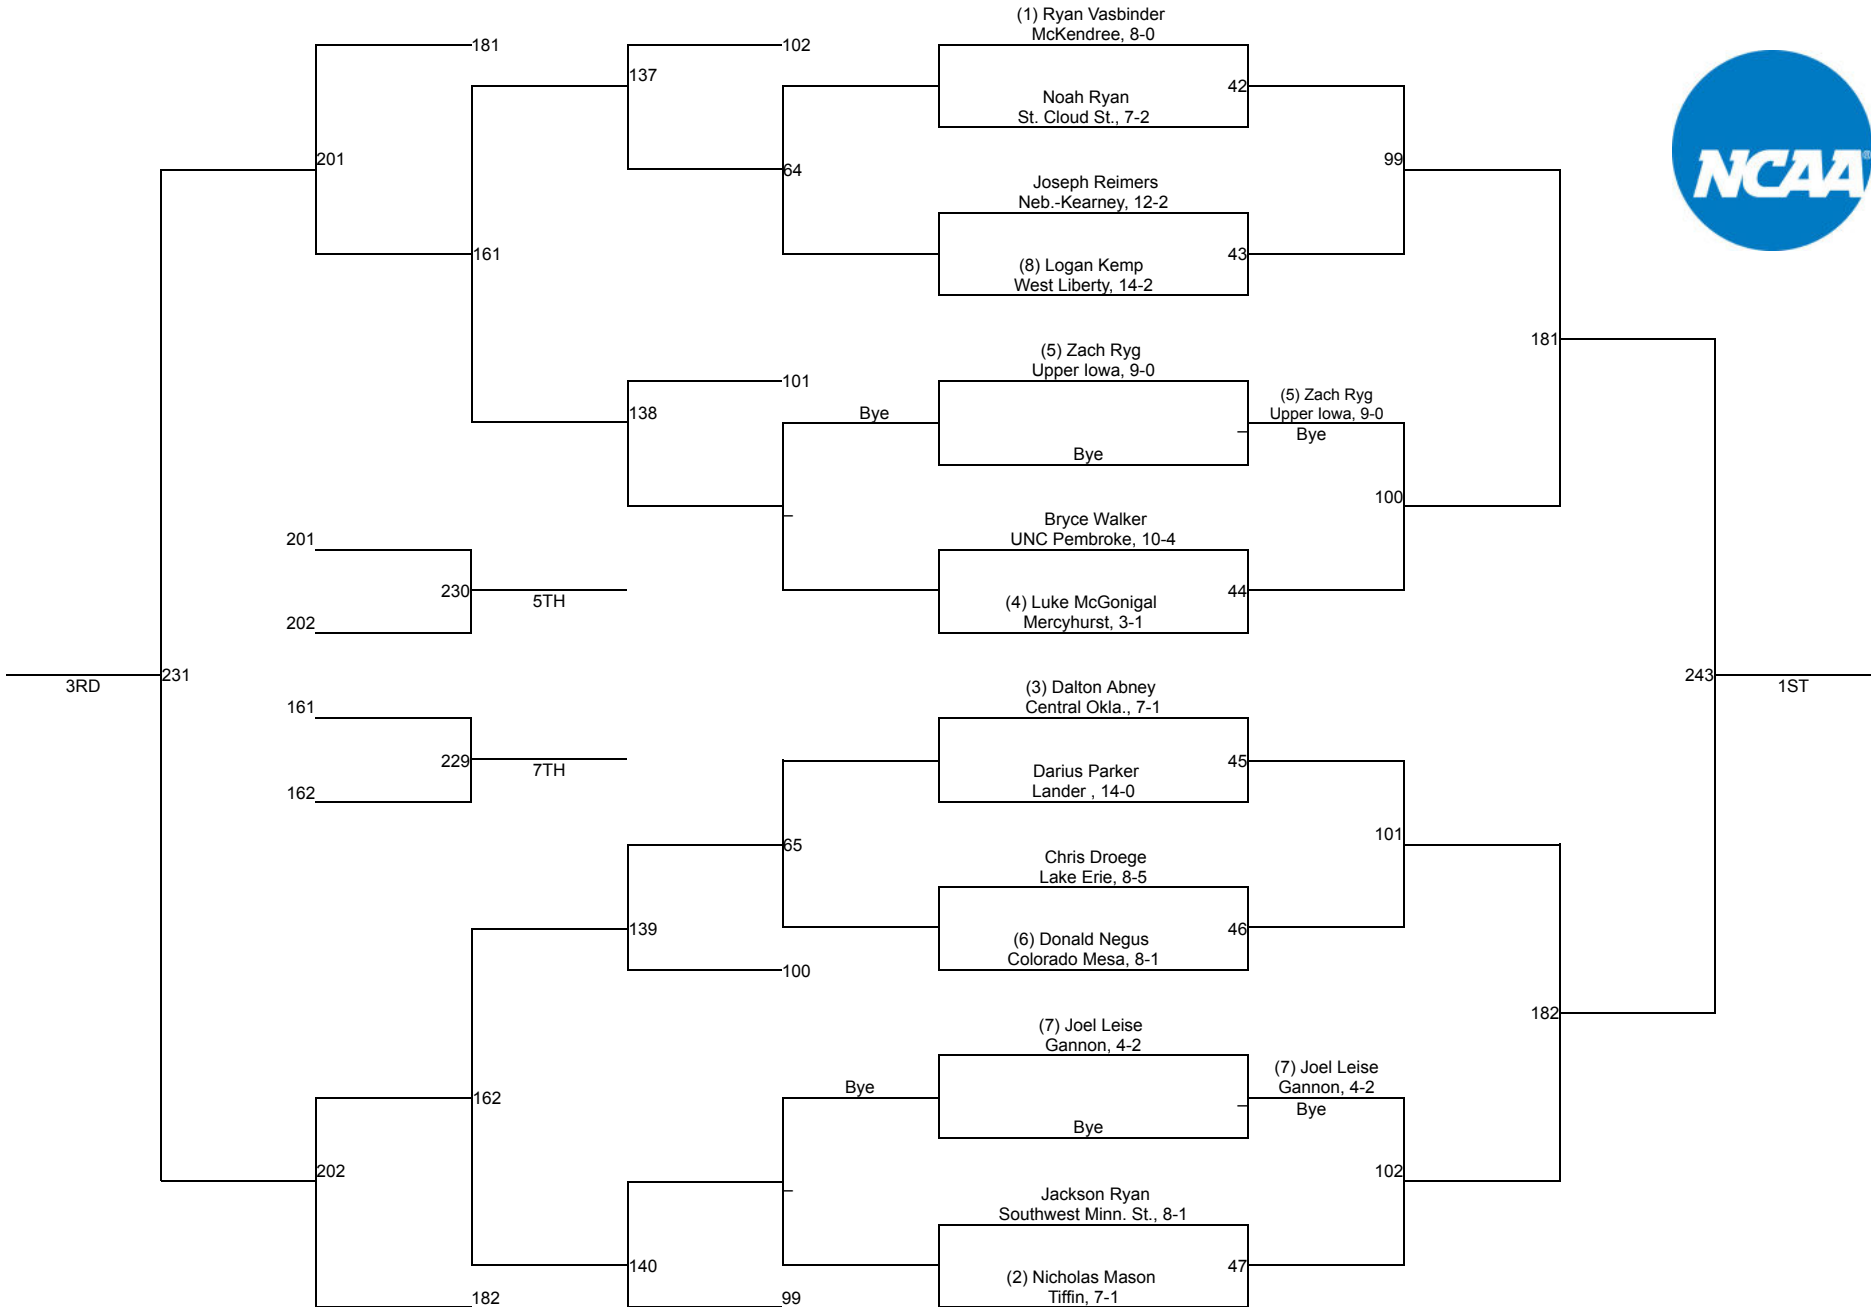 (1) Ryan Vasbinder
McKendree, 8-0
181
102
137
Noah Ryan
St. Cloud St., 7-2
42
NCAA®
201
64
99
Joseph Reimers
Neb.-Kearney, 12-2
161
(8) Logan Kemp
West Liberty, 14-2
43
181
(5) Zach Ryg
Upper Iowa, 9-0
101
138
Bye
(5) Zach Ryg
Upper Iowa, 9-0
Bye
Bye
100
Bryce Walker
UNC Pembroke, 10-4
201
230
5TH
202
(4) Luke McGonigal
Mercyhurst, 3-1
44
3RD
231
(3) Dalton Abney
Central Okla., 7-1
243
1ST
161
229
7TH
162
Darius Parker
Lander , 14-0
45
65
101
Chris Droege
Lake Erie, 8-5
139
(6) Donald Negus
Colorado Mesa, 8-1
46
100
182
(7) Joel Leise
Gannon, 4-2
162
Bye
(7) Joel Leise
Gannon, 4-2
Bye
Bye
202
102
Jackson Ryan
Southwest Minn. St., 8-1
140
(2) Nicholas Mason
Tiffin, 7-1
47
182
99